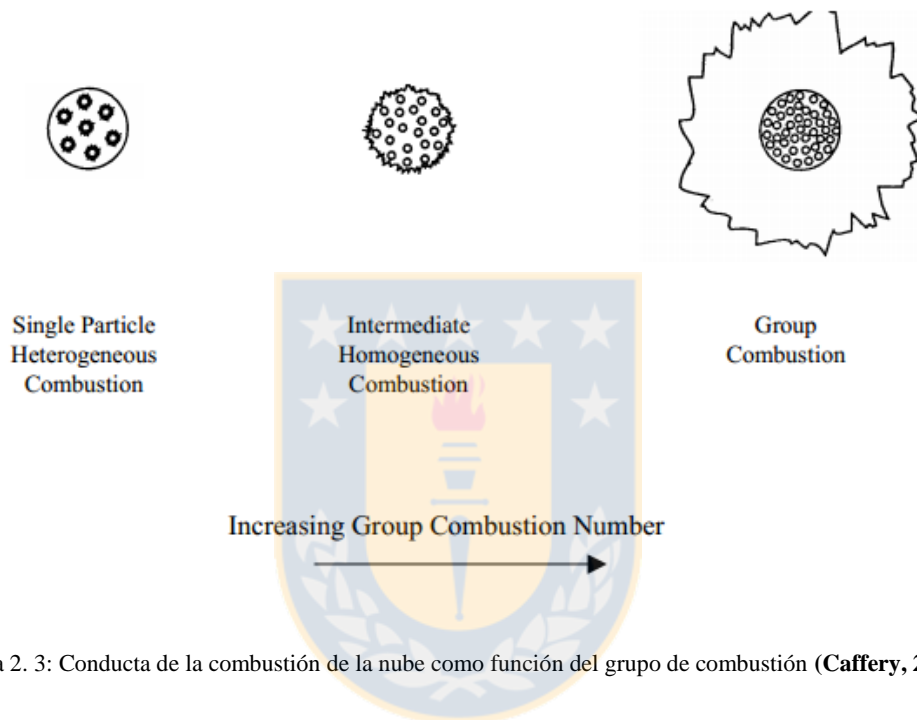 Single Particle
Heterogeneous
Combustion
Intermediate
Homogeneous
Combustion
Group
Combustion
Increasing Group Combustion Number
2. 3: Conducta de la combustión de la nube como función del grupo de combustión (Caffery,